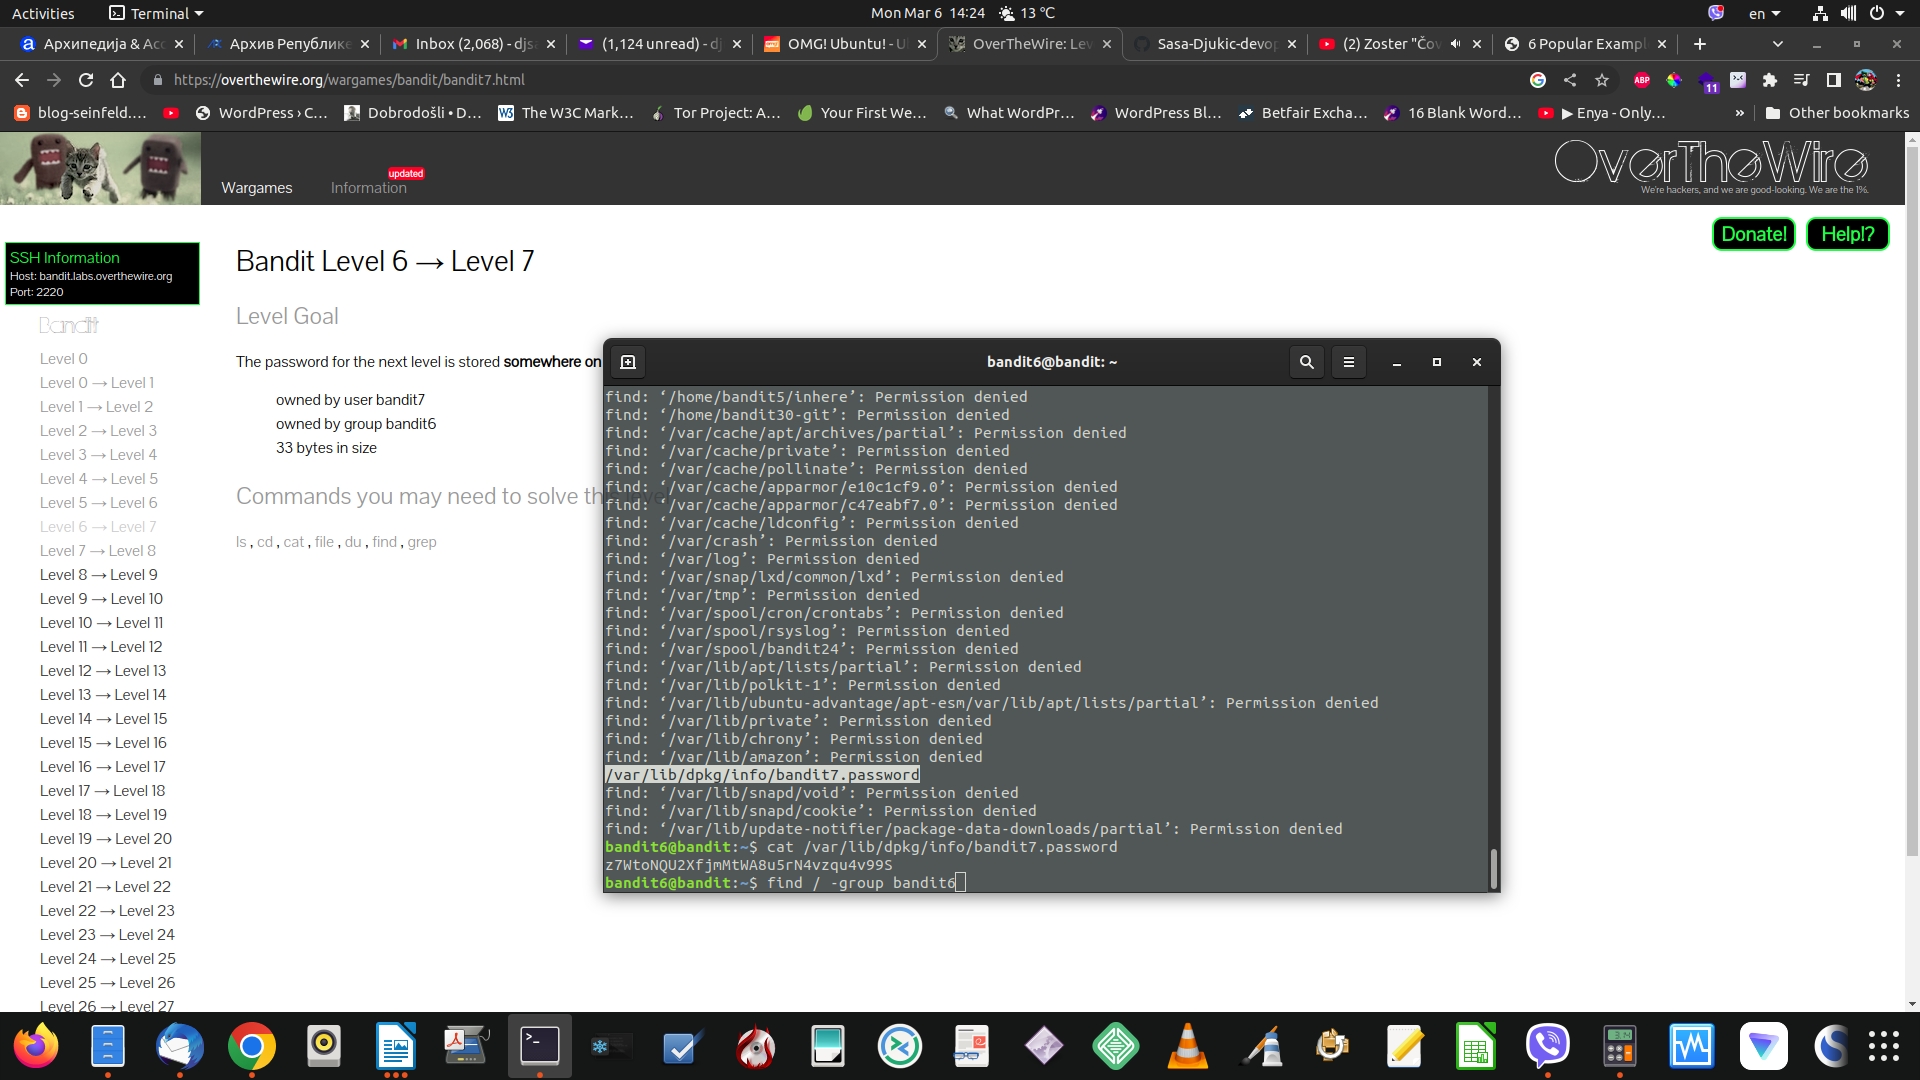 Activities
Terminal
Mon Mar 6 14:24
13 °C
en
Архипедија & Acc
Архив Републике
Inbox (2,068) - djsa
(1,124 unread) - d
OMG! Ubuntu! - U
OverTheWire: Lev
Sasa-Djukic-devop
(2) Zoster "Čov
6 Popular Exampl
https://overthewire.org/wargames/bandit/bandit7.html
ABP
11
blog-seinfeld....
WordPress › C...
Dobrodošli • D...
The W3C Mark...
Tor Project: A...
Your First We...
What WordPr...
WordPress Bl...
Betfair Excha...
16 Blank Word...
▶ Enya - Only...
»
Other bookmarks
Wargames
Information
updated
OverTheWire
We're hackers, and we are good-looking. We are the 1%.
Donate!
Help!?
SSH Information
Host: bandit.labs.overthewire.org
Port: 2220
Bandit
Level 0
Level 0 → Level 1
Level 1 → Level 2
Level 2 → Level 3
Level 3 → Level 4
Level 4 → Level 5
Level 5 → Level 6
Level 6 → Level 7
Level 7 → Level 8
Level 8 → Level 9
Level 9 → Level 10
Level 10 → Level 11
Level 11 → Level 12
Level 12 → Level 13
Level 13 → Level 14
Level 14 → Level 15
Level 15 → Level 16
Level 16 → Level 17
Level 17 → Level 18
Level 18 → Level 19
Level 19 → Level 20
Level 20 → Level 21
Level 21 → Level 22
Level 22 → Level 23
Level 23 → Level 24
Level 24 → Level 25
Level 25 → Level 26
Level 26 → Level 27
Bandit Level 6 → Level 7
Level Goal
The password for the next level is stored somewhere on
owned by user bandit7
owned by group bandit6
33 bytes in size
Commands you may need to solve this level
ls , cd , cat , file , du , find , grep
bandit6@bandit: ~
find: ‘/home/bandit5/inhere’: Permission denied
find: ‘/home/bandit30-git’: Permission denied
find: ‘/var/cache/apt/archives/partial’: Permission denied
find: ‘/var/cache/private’: Permission denied
find: ‘/var/cache/pollinate’: Permission denied
find: ‘/var/cache/apparmor/e10c1cf9.0’: Permission denied
find: ‘/var/cache/apparmor/c47eabf7.0’: Permission denied
find: ‘/var/cache/ldconfig’: Permission denied
find: ‘/var/crash’: Permission denied
find: ‘/var/log’: Permission denied
find: ‘/var/snap/lxd/common/lxd’: Permission denied
find: ‘/var/tmp’: Permission denied
find: ‘/var/spool/cron/crontabs’: Permission denied
find: ‘/var/spool/rsyslog’: Permission denied
find: ‘/var/spool/bandit24’: Permission denied
find: ‘/var/lib/apt/lists/partial’: Permission denied
find: ‘/var/lib/polkit-1’: Permission denied
find: ‘/var/lib/ubuntu-advantage/apt-esm/var/lib/apt/lists/partial’: Permission denied
find: ‘/var/lib/private’: Permission denied
find: ‘/var/lib/chrony’: Permission denied
find: ‘/var/lib/amazon’: Permission denied
/var/lib/dpkg/info/bandit7.password
find: ‘/var/lib/snapd/void’: Permission denied
find: ‘/var/lib/snapd/cookie’: Permission denied
find: ‘/var/lib/update-notifier/package-data-downloads/partial’: Permission denied
bandit6@bandit:~$ cat /var/lib/dpkg/info/bandit7.password
z7WtoNQU2XfjmMtWA8u5rN4vzqu4v99S
bandit6@bandit:~$ find / -group bandit6